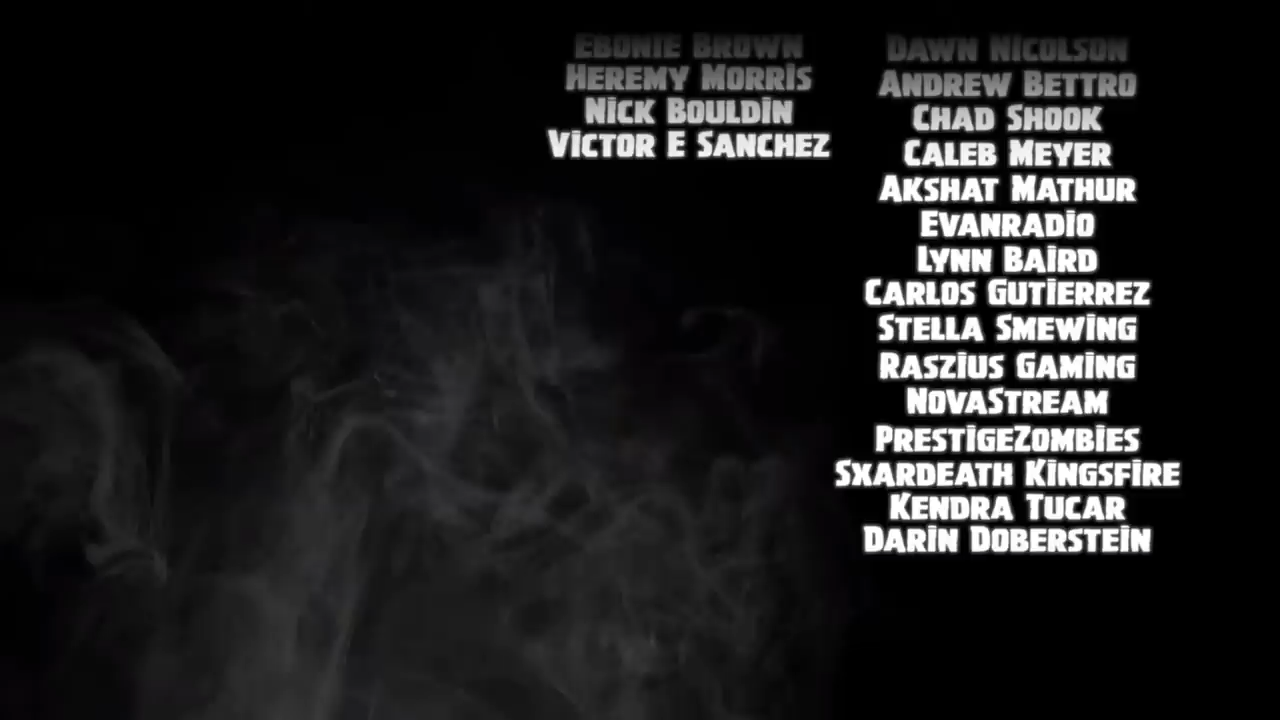 Ebonie Brown
Heremy Morris
Nick Bouldin
Victor E Sanchez
Dawn Nicolson
Andrew Bettro
Chad Shook
Caleb Meyer
Akshat Mathur
Evanradio
Lynn Baird
Carlos Gutierrez
Stella Smewing
Raszius Gaming
NovaStream
PrestigeZombies
Sxardeath Kingsfire
Kendra Tucar
Darin Doberstein